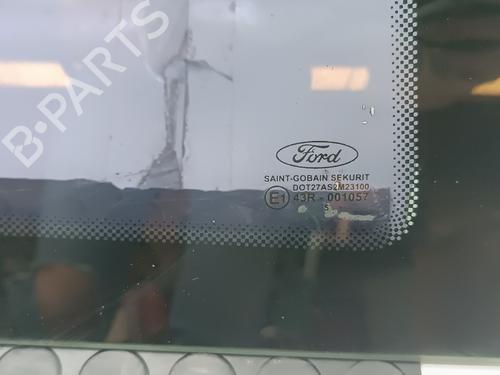 B-PARTS
Ford
SAINT-GOBAIN SEKURIT
DOT27AS2M23100
E1 43R - 001057